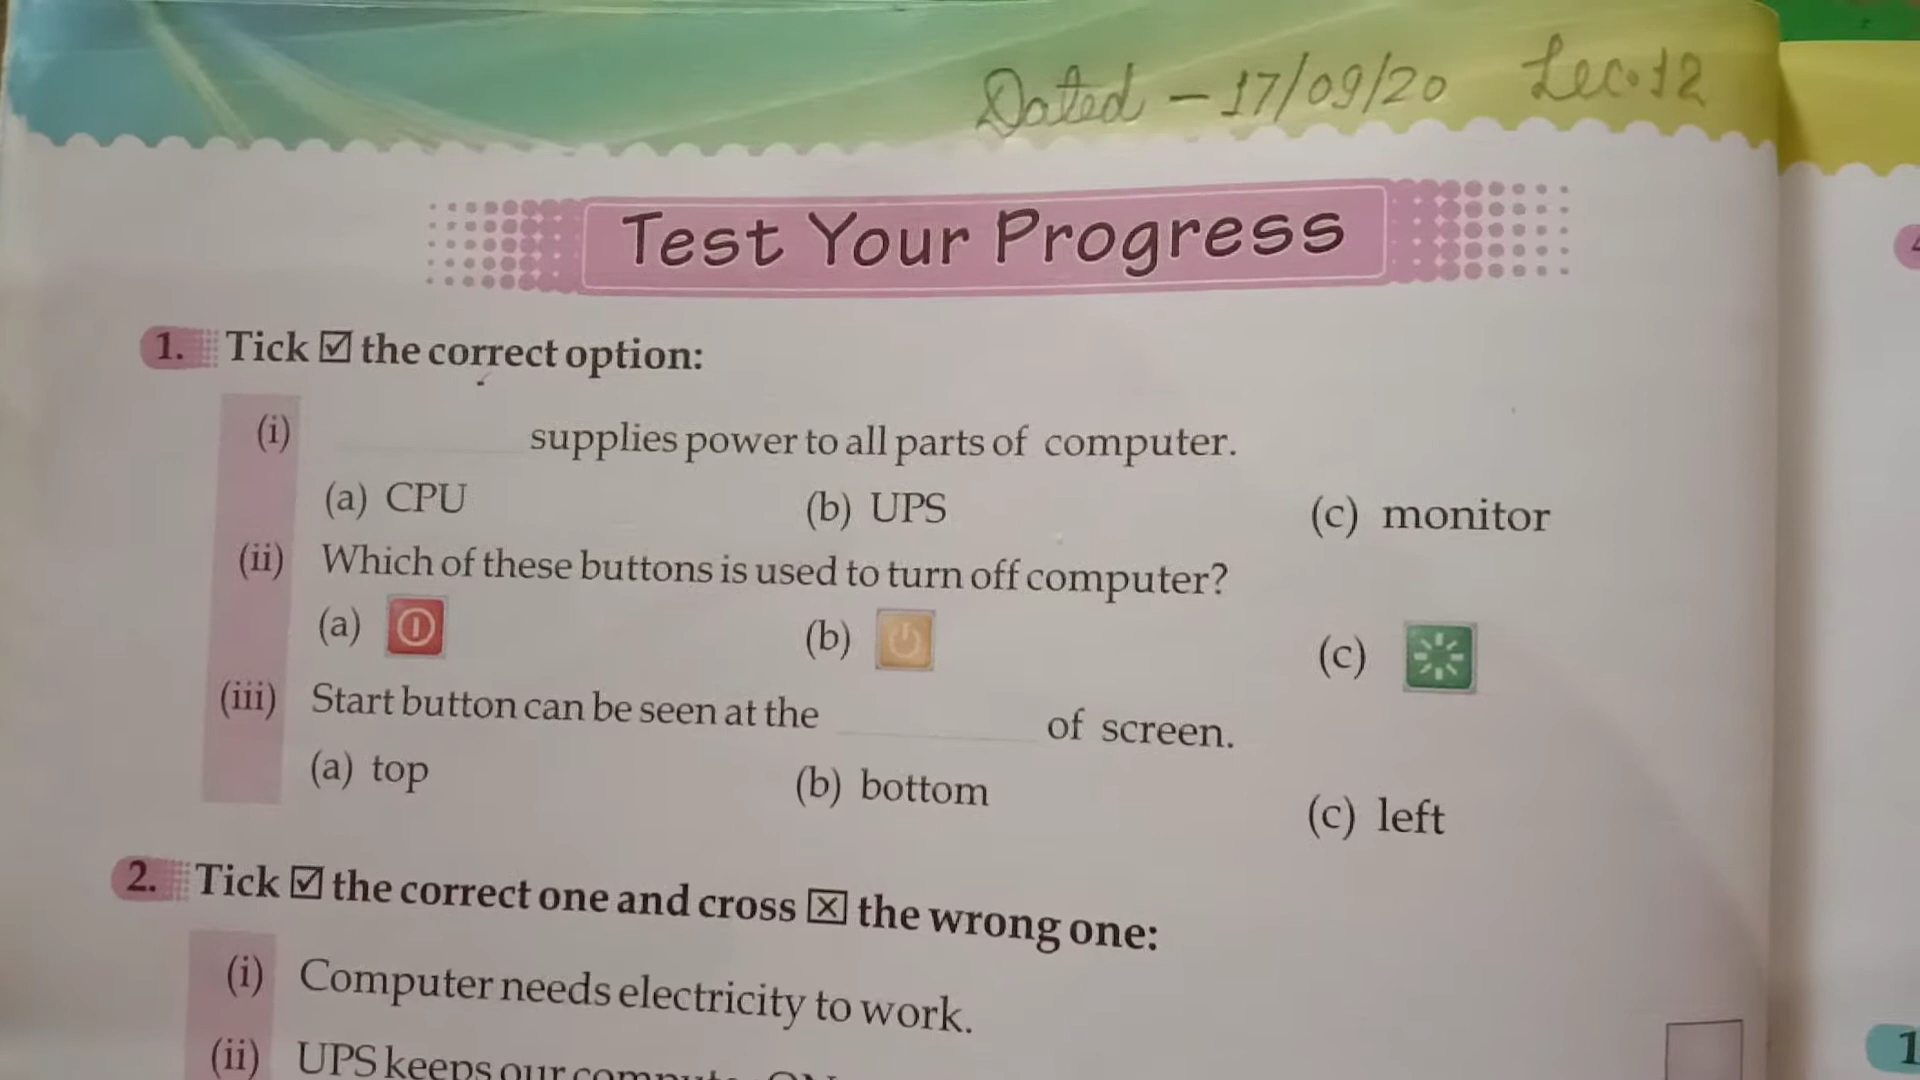 Dated - 17/09/20 Lec. 12
Test Your Progress
1. Tick ☑ the correct option:
(i) ________ supplies power to all parts of computer.
(a) CPU (b) UPS (c) monitor
(ii) Which of these buttons is used to turn off computer?
(a) (b) (c)
(iii) Start button can be seen at the ________ of screen.
(a) top (b) bottom (c) left
2. Tick ☑ the correct one and cross ☒ the wrong one:
(i) Computer needs electricity to work.
(ii) UPS keeps our
1